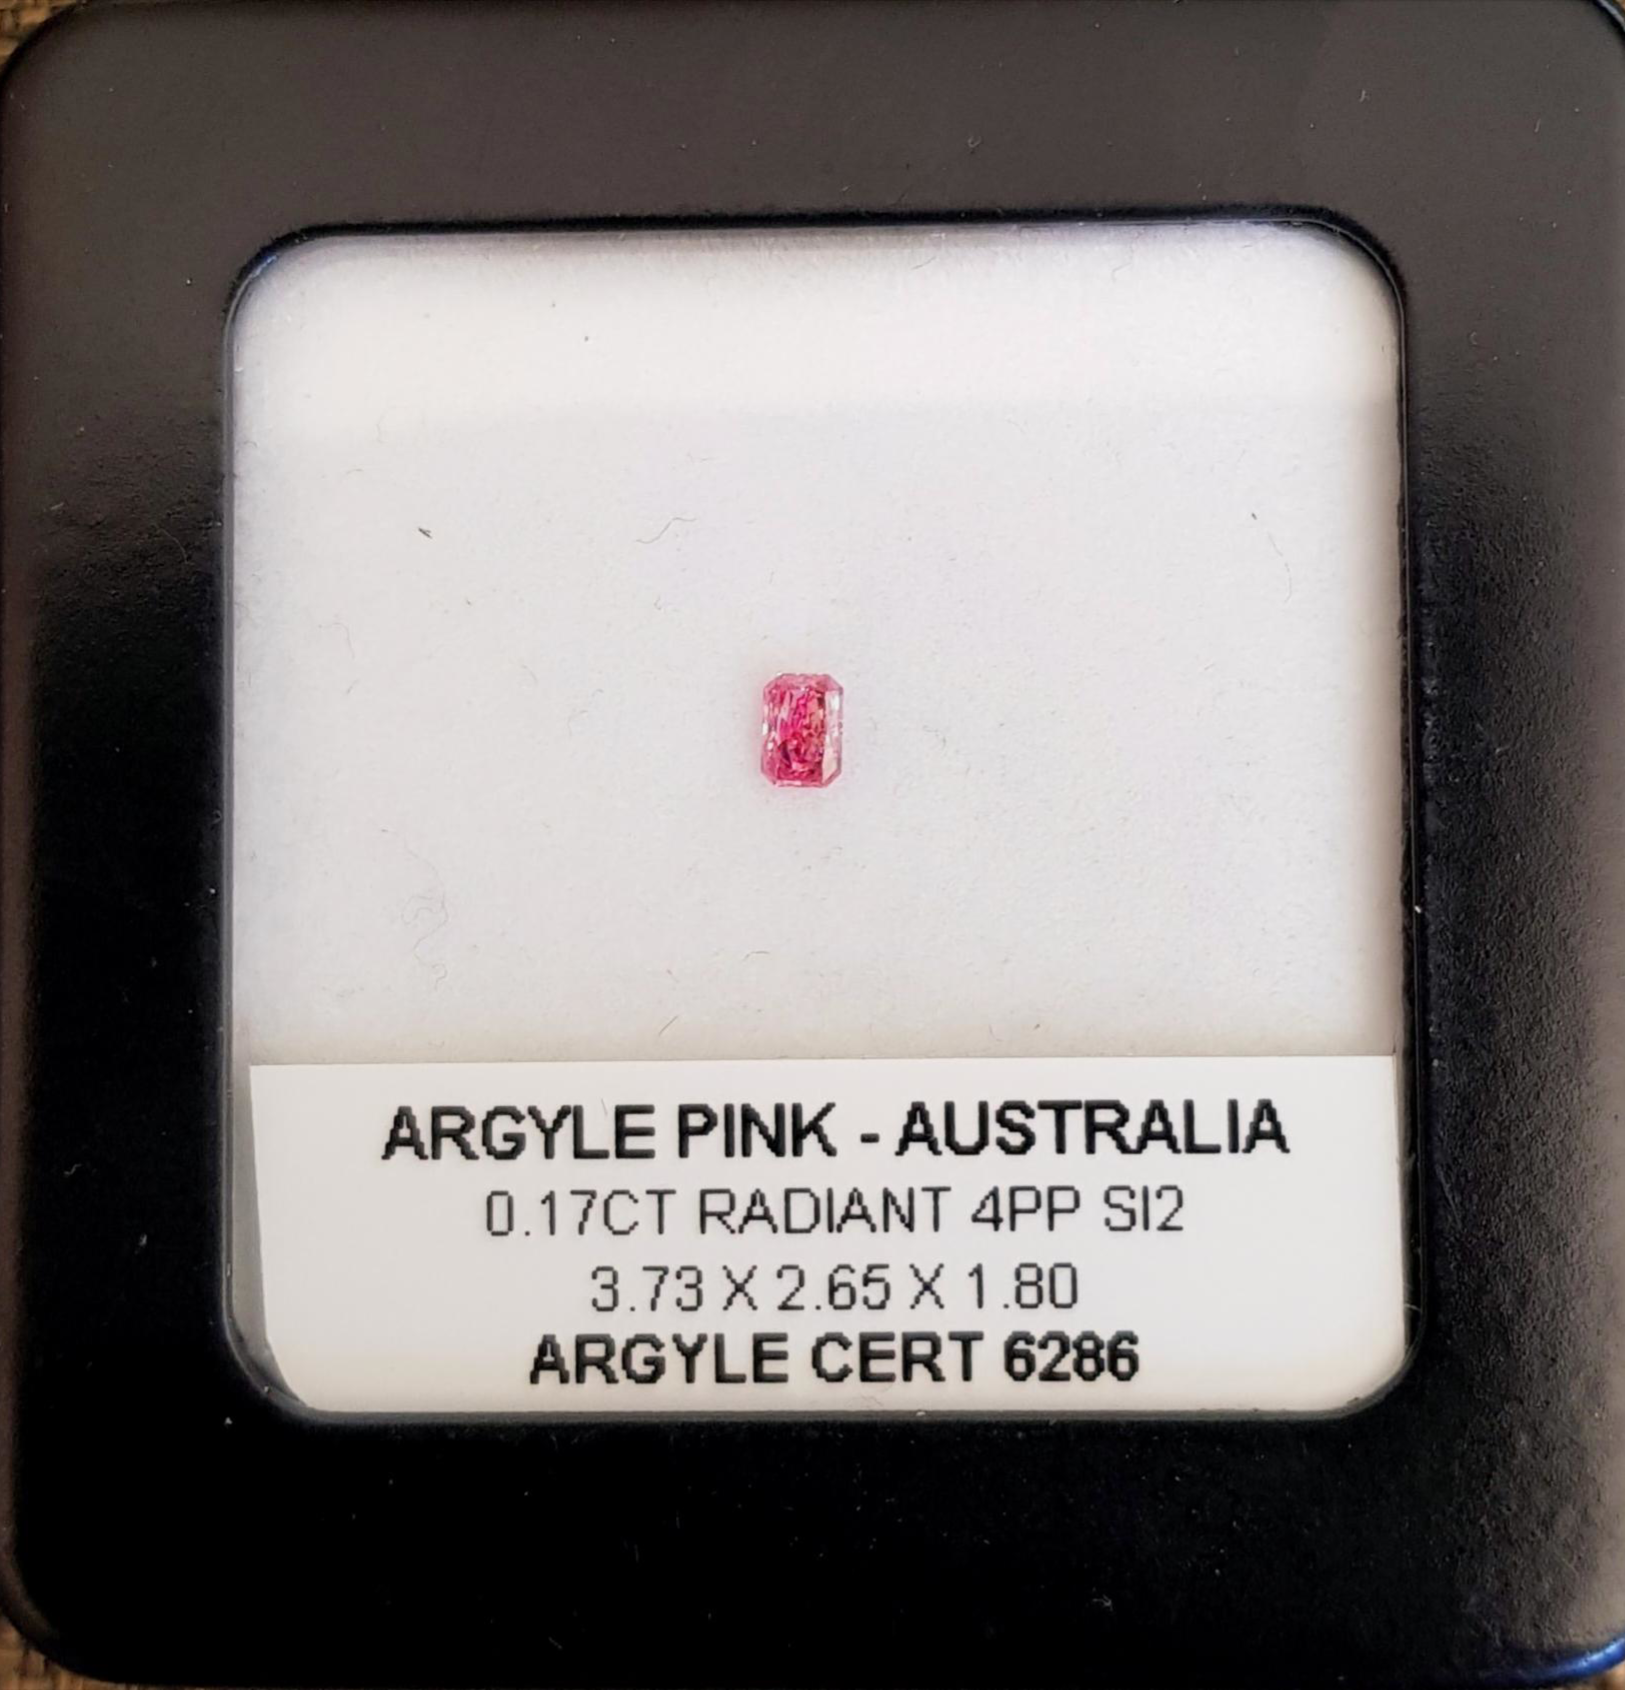 ARGYLE PINK - AUSTRALIA
0.17CT RADIANT 4PP SI2
3.73 X 2.65 X 1.80
ARGYLE CERT 6286